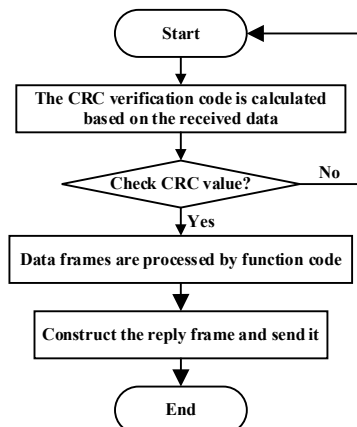 Start
The CRC verification code is calculated
based on the received data
Check CRC value?
No
Yes
Data frames are processed by function code
Construct the reply frame and send it
End